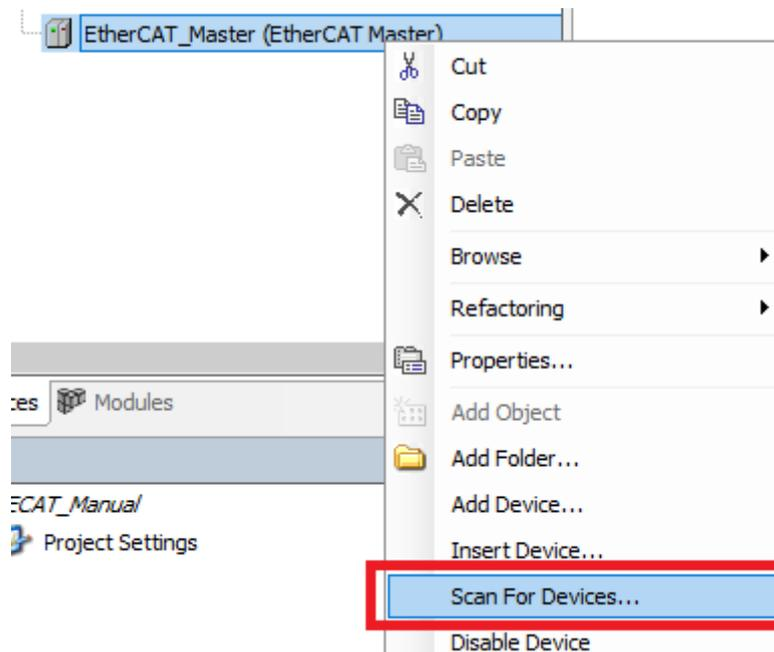 EtherCAT_Master (EtherCAT Master)
Cut
Copy
Paste
Delete
Browse
Refactoring
Properties...
Modules
Add Object
Add Folder...
ECAT_Manual
Add Device...
Project Settings
Insert Device...
Scan For Devices...
Disable Device